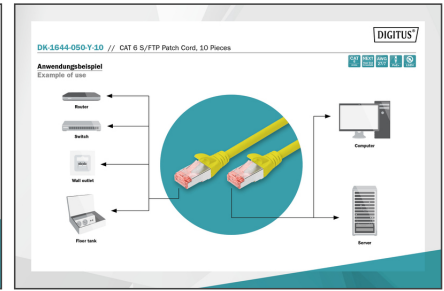 DIGITUS®
DK-1644-050-Y-10 // CAT 6 S/FTP Patch Cord, 10 Pieces
Anwendungsbeispiel
Example of use
Router
Switch
Wall outlet
Floor tank
Computer
Server